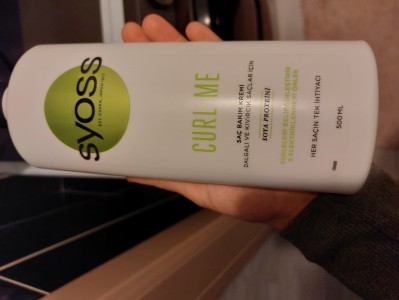 syoss
CURL ME
SAÇ BAKIM KREMİ
DALGALI VE KIVIRCIK SAÇLAR İÇİN
SOYA PROTEİNİ
HER SAÇIN TEK İHTİYACI
500 ML